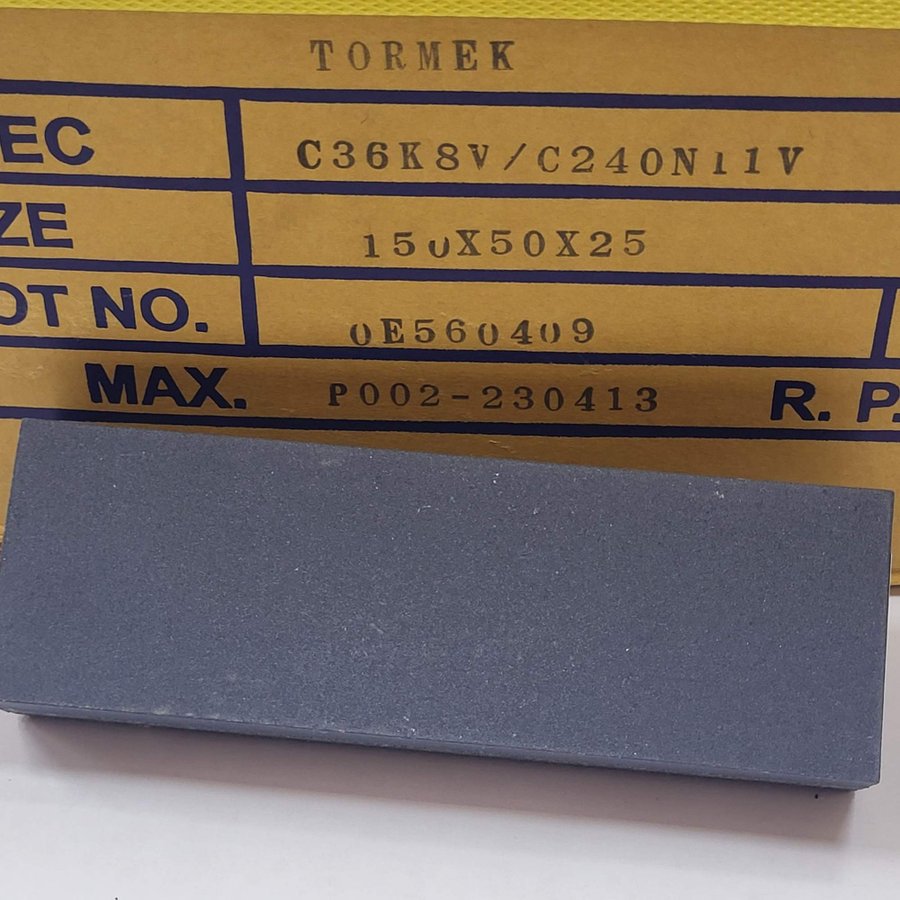 TORMEK
EC C36K8V/C240N11V
ZE 150X50X25
OT NO. 0E560409
MAX. P002-230413 R. P.